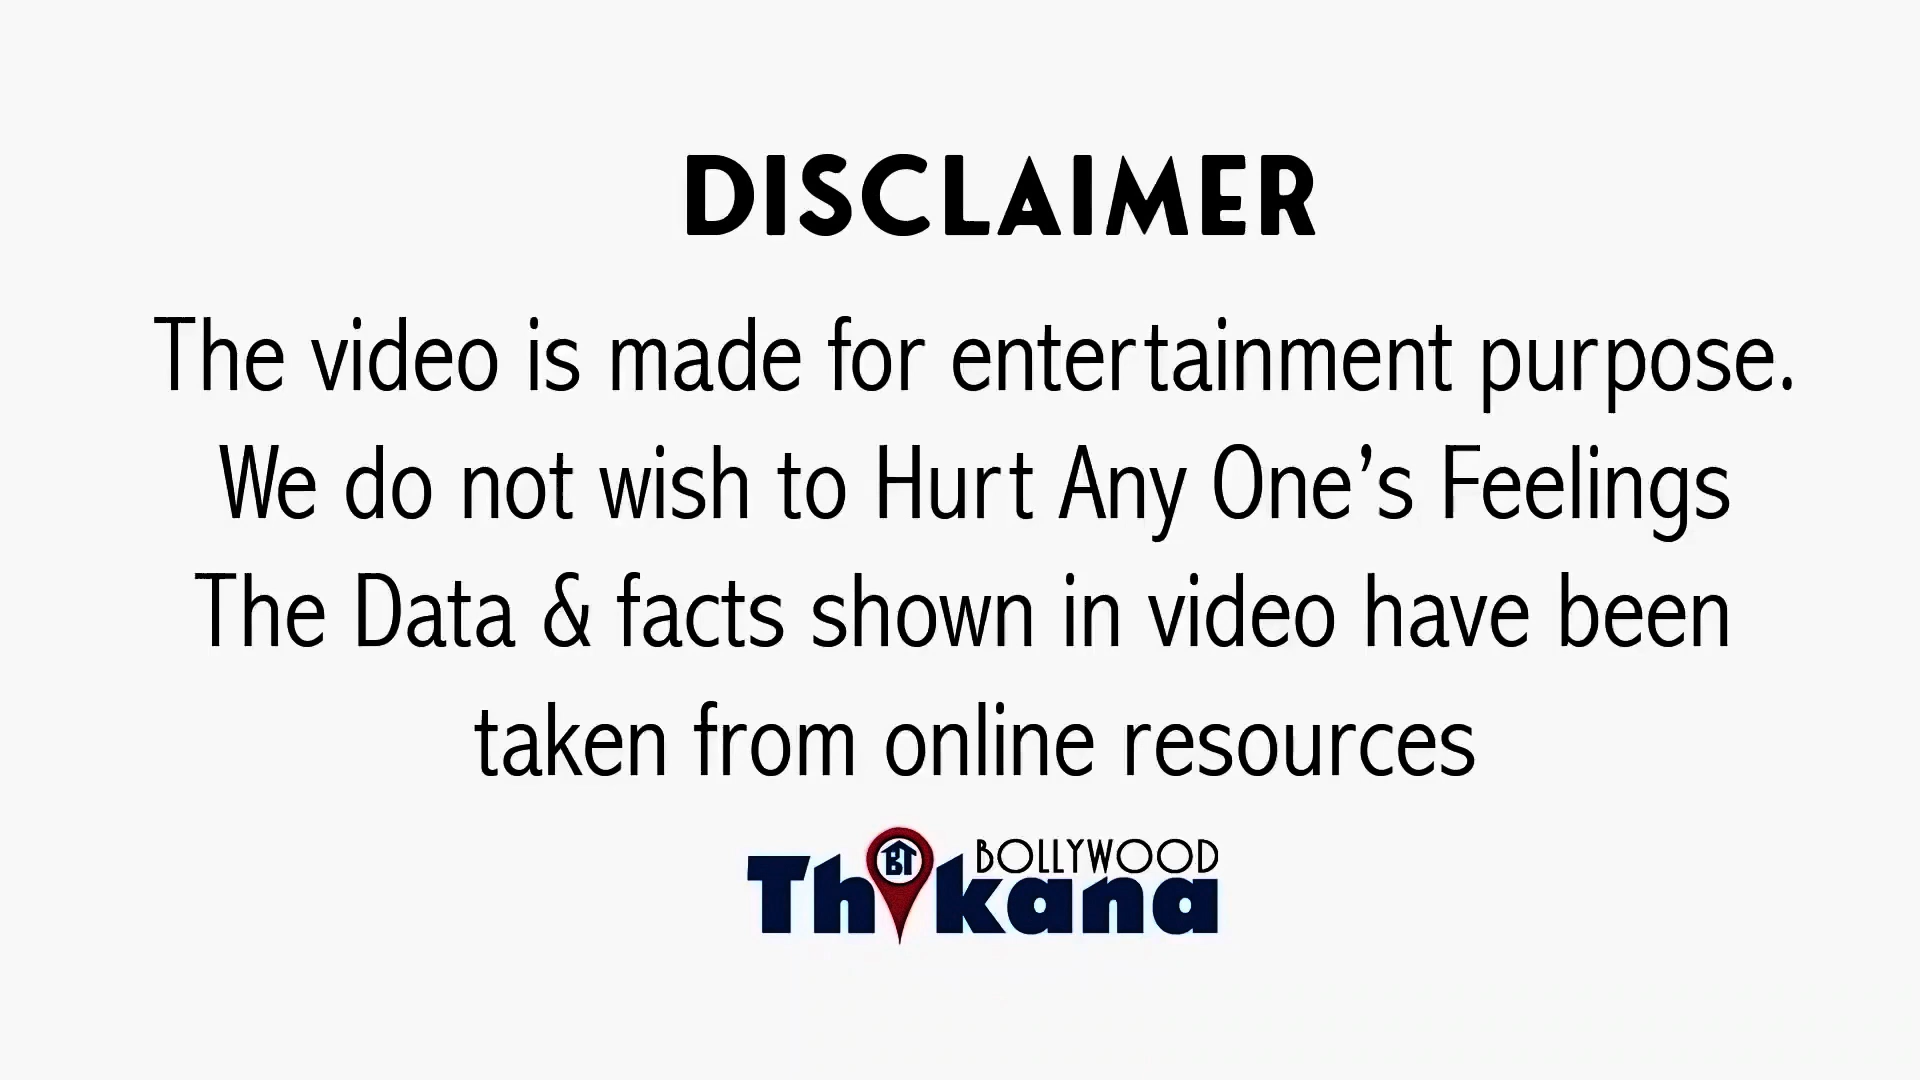 DISCLAIMER
The video is made for entertainment purpose.
We do not wish to Hurt Any One’s Feelings
The Data & facts shown in video have been
taken from online resources
BOLLYWOOD
BT
Thikana